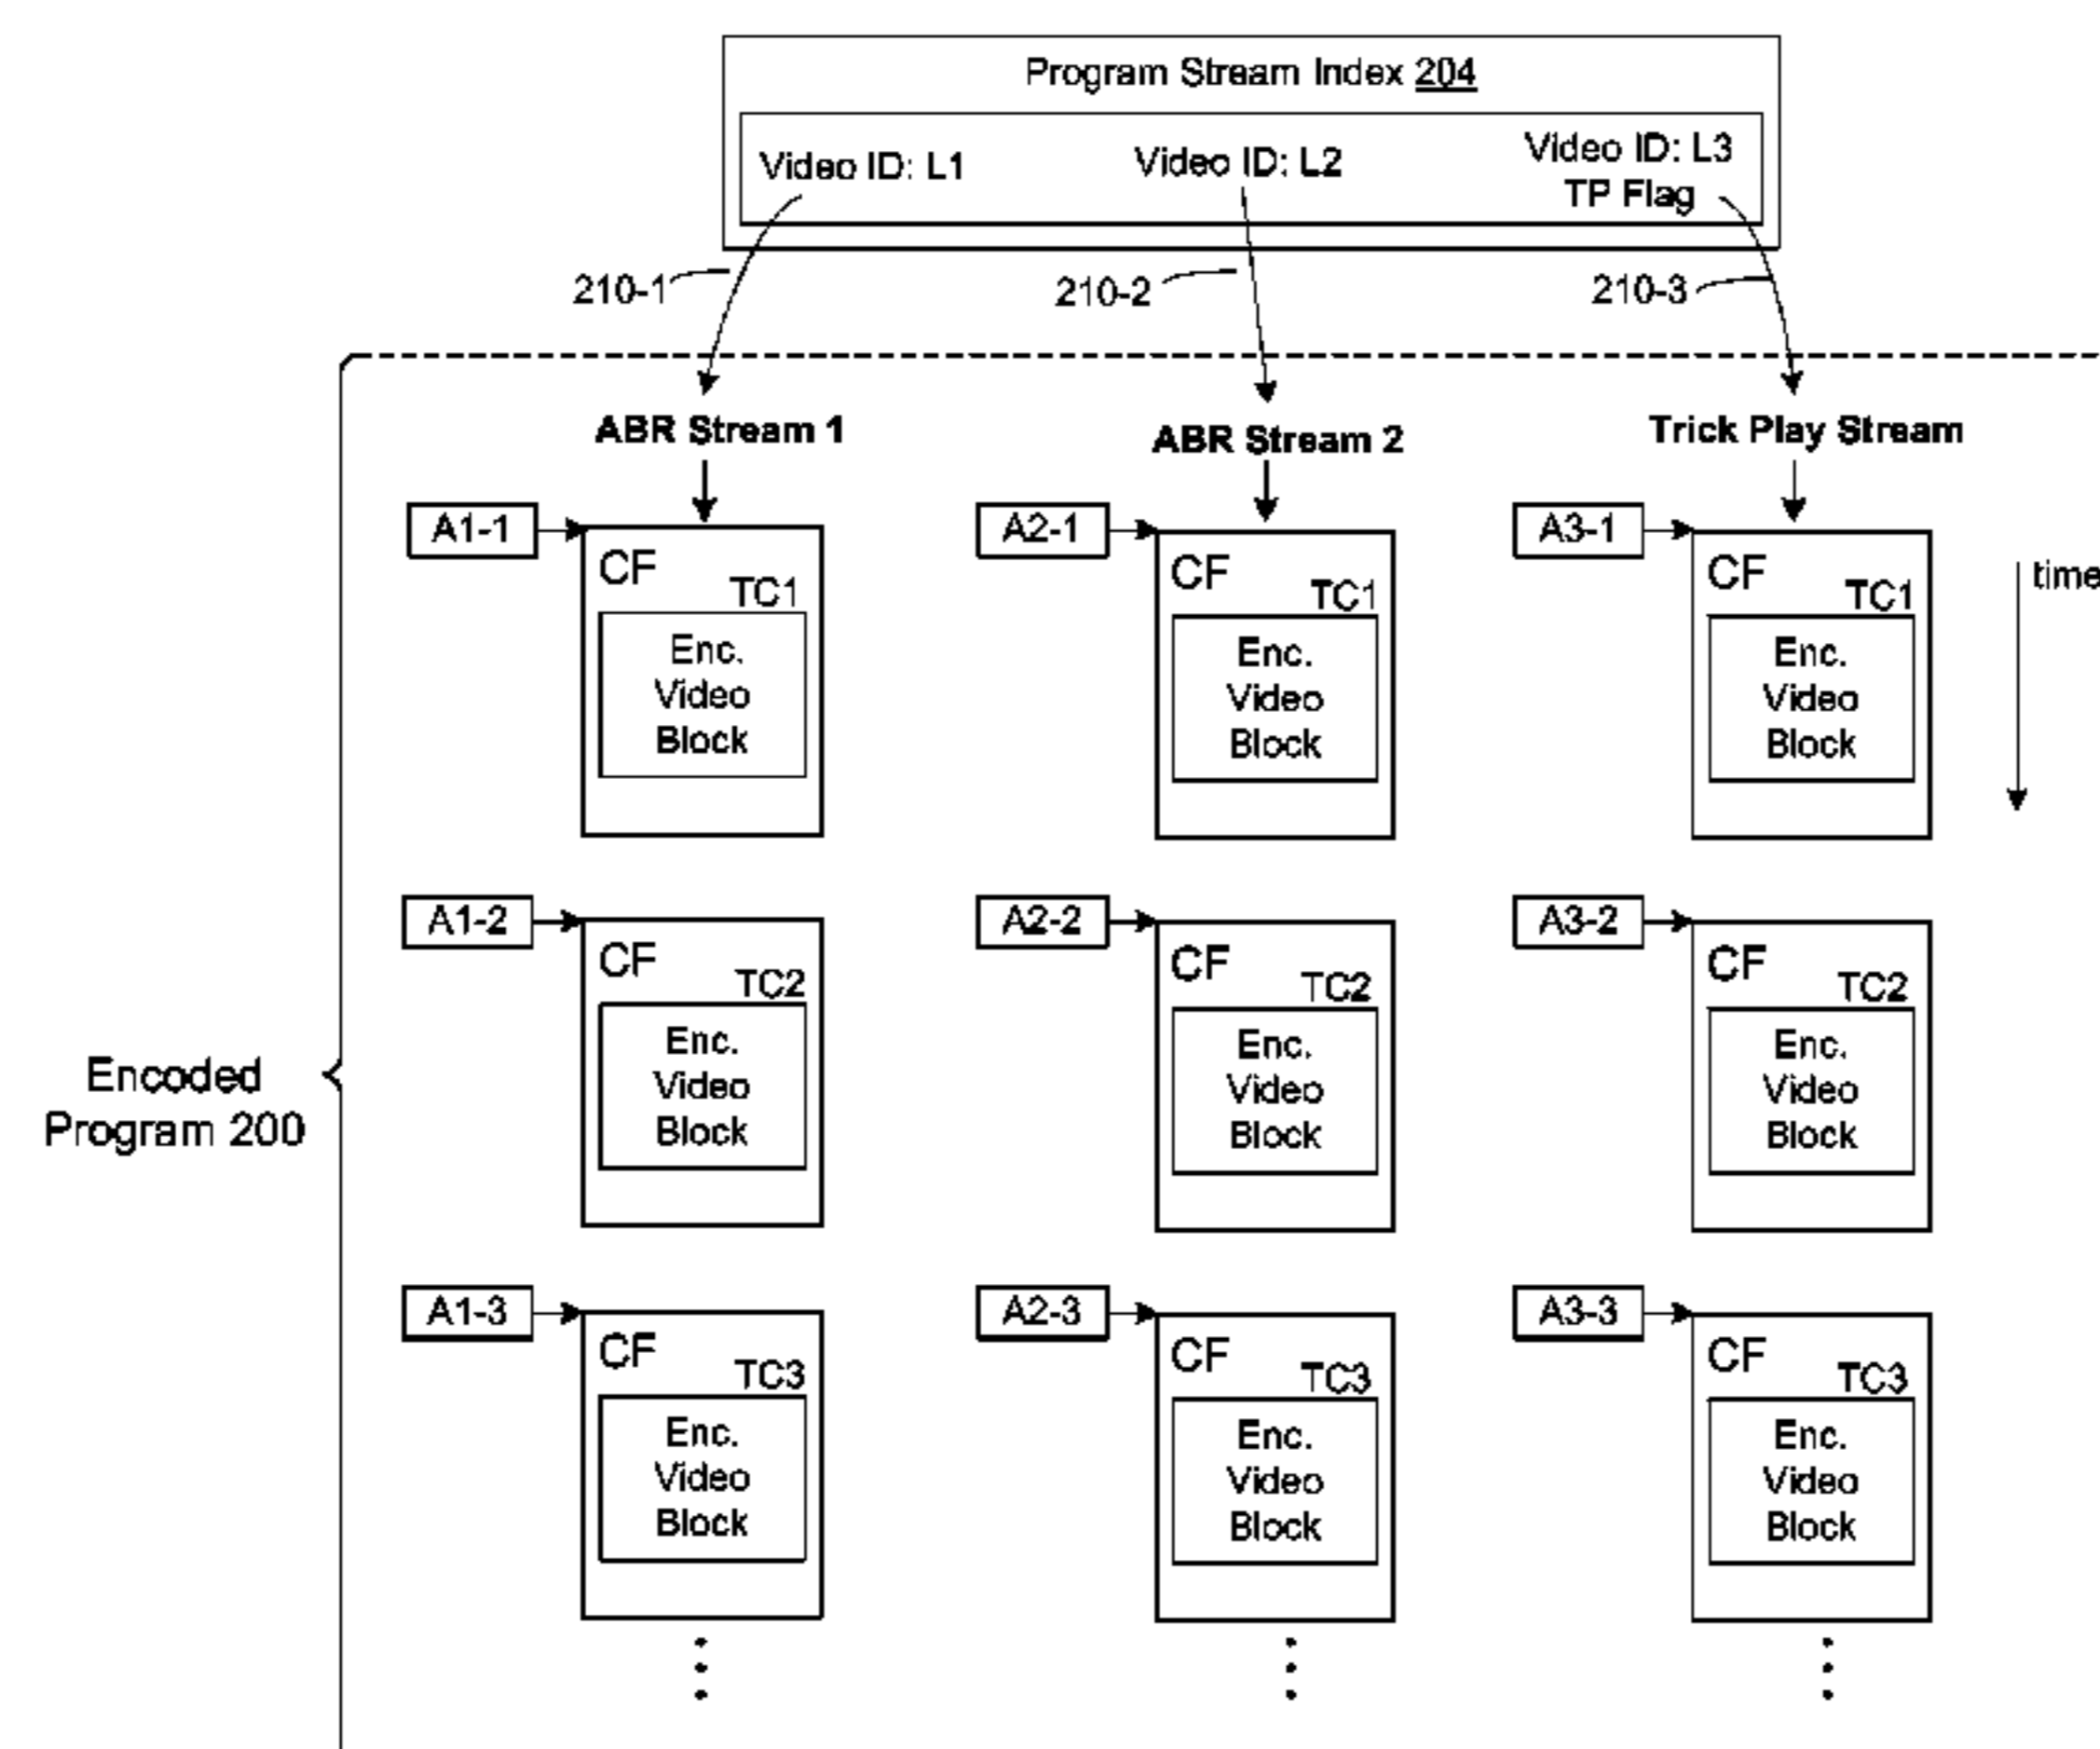 Program Stream Index 204
Video ID: L1
Video ID: L2
Video ID: L3
TP Flag
210-1
210-2
210-3
ABR Stream 1
ABR Stream 2
Trick Play Stream
A1-1
CF
TC1
Enc.
Video
Block
A2-1
CF
TC1
Enc.
Video
Block
A3-1
CF
TC1
Enc.
Video
Block
time
A1-2
CF
TC2
Enc.
Video
Block
A2-2
CF
TC2
Enc.
Video
Block
A3-2
CF
TC2
Enc.
Video
Block
Encoded
Program 200
A1-3
CF
TC3
Enc.
Video
Block
A2-3
CF
TC3
Enc.
Video
Block
A3-3
CF
TC3
Enc.
Video
Block